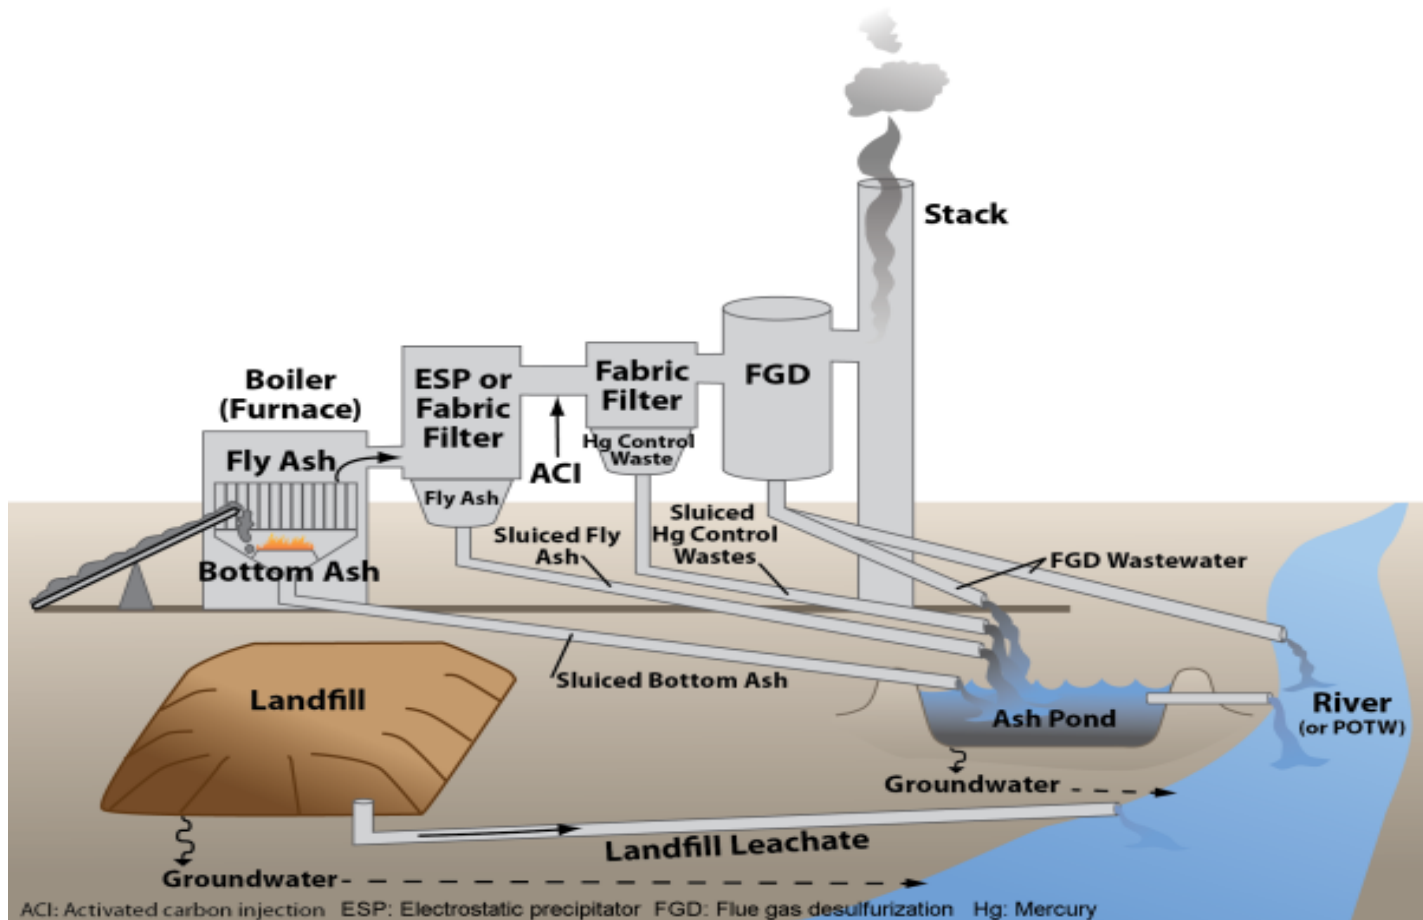 Stack
Boiler
(Furnace)
ESP or
Fabric
Filter
Fabric
Filter
FGD
Fly Ash
ACI
Hg Control
Waste
Fly Ash
Sluiced Fly
Ash
Sluiced
Hg Control
Wastes
FGD Wastewater
Bottom Ash
Sluiced Bottom Ash
Landfill
Ash Pond
River
(or POTW)
Groundwater
Landfill Leachate
Groundwater
ACI: Activated carbon injection ESP: Electrostatic precipitator FGD: Flue gas desulfurization Hg: Mercury